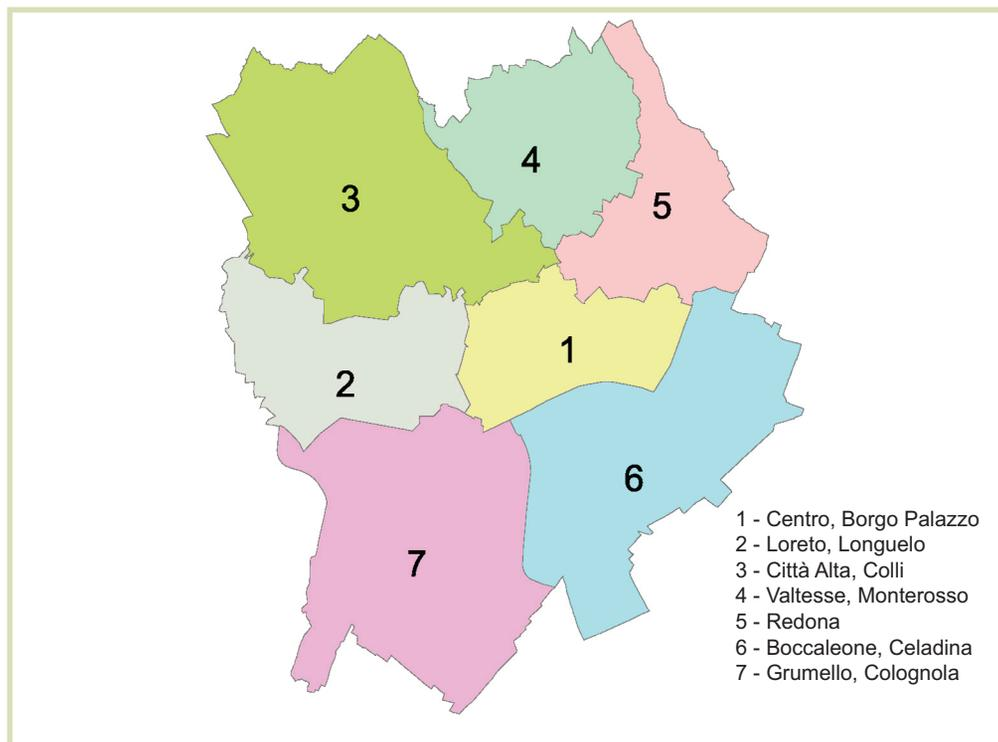 4
3
5
1
2
6
7
1 - Centro, Borgo Palazzo
2 - Loreto, Longuelo
3 - Città Alta, Colli
4 - Valtesse, Monterosso
5 - Redona
6 - Boccaleone, Celadina
7 - Grumello, Colognola